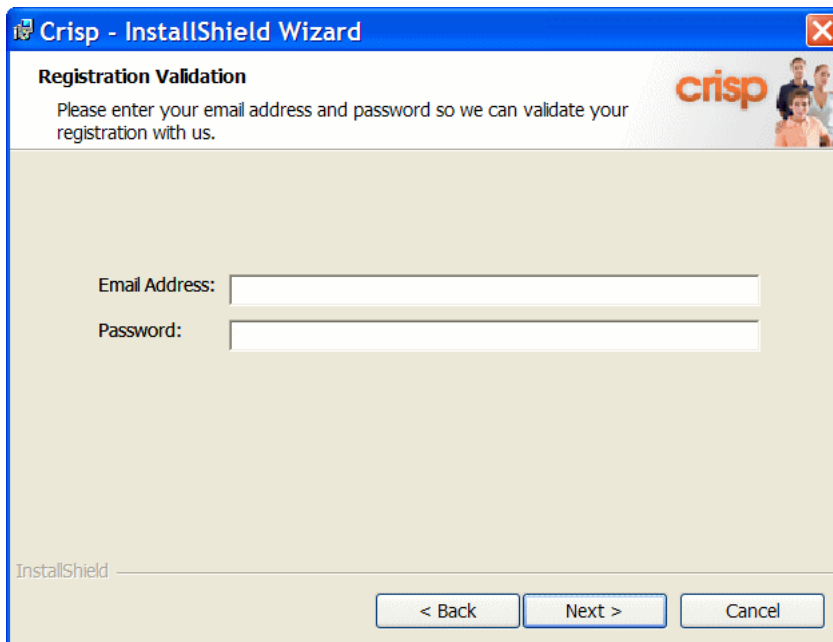 Crisp - InstallShield Wizard
Registration Validation
Please enter your email address and password so we can validate your
registration with us.
crisp
Email Address:
Password:
InstallShield
< Back
Next >
Cancel